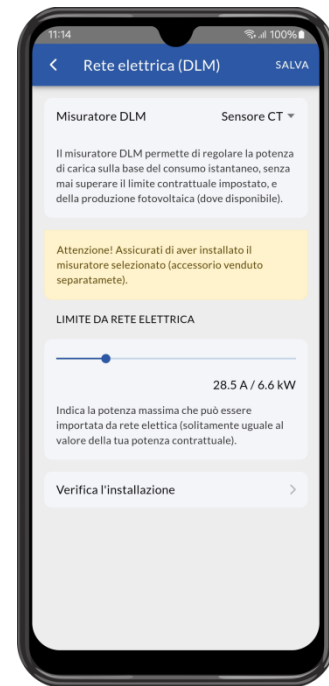 11:14 100%
Rete elettrica (DLM) SALVA
Misuratore DLM Sensore CT
Il misuratore DLM permette di regolare la potenza
di carica sulla base del consumo istantaneo, senza
mai superare il limite contrattuale impostato, e
della produzione fotovoltaica (dove disponibile).
Attenzione! Assicurati di aver installato il
misuratore selezionato (accessorio venduto
separatamete).
LIMITE DA RETE ELETTRICA
28.5 A / 6.6 kW
Indica la potenza massima che può essere
importata da rete elettica (solitamente uguale al
valore della tua potenza contrattuale).
Verifica l'installazione